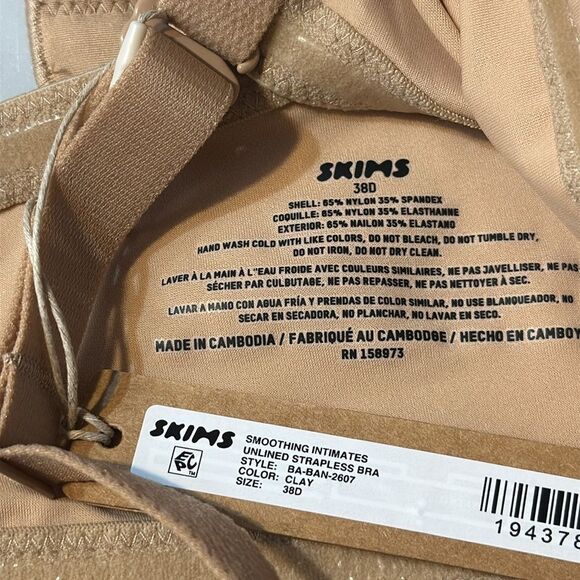 SKIMS
38D
SHELL: 65% NYLON 35% SPANDEX
COQUILLE: 65% NYLON 35% ELASTHANNE
EXTERIOR: 65% NAILON 35% ELASTANO
HAND WASH COLD WITH LIKE COLORS, DO NOT BLEACH, DO NOT TUMBLE DRY,
DO NOT IRON, DO NOT DRY CLEAN.
LAVER À LA MAIN À L"EAU FROIDE AVEC COULEURS SIMILAIRES, NE PAS JAVELLISER, NE PAS
SÉCHER PAR CULBUTAGE, NE PAS REPASSER, NE PAS NETTOYER À SEC.
LAVAR A MANO CON AGUA FRÍA Y PRENDAS DE COLOR SIMILAR, NO USE BLANQUEADOR, NO
SECAR EN SECADORA, NO PLANCHAR, NO LAVAR EN SECO.
MADE IN CAMBODIA / FABRIQUÉ AU CAMBODGE / HECHO EN CAMBOY
RN 158973
SKIMS
SMOOTHING INTIMATES
UNLINED STRAPLESS BRA
STYLE: BA-BAN-2607
COLOR: CLAY
SIZE: 38D
EPC
TM
194378